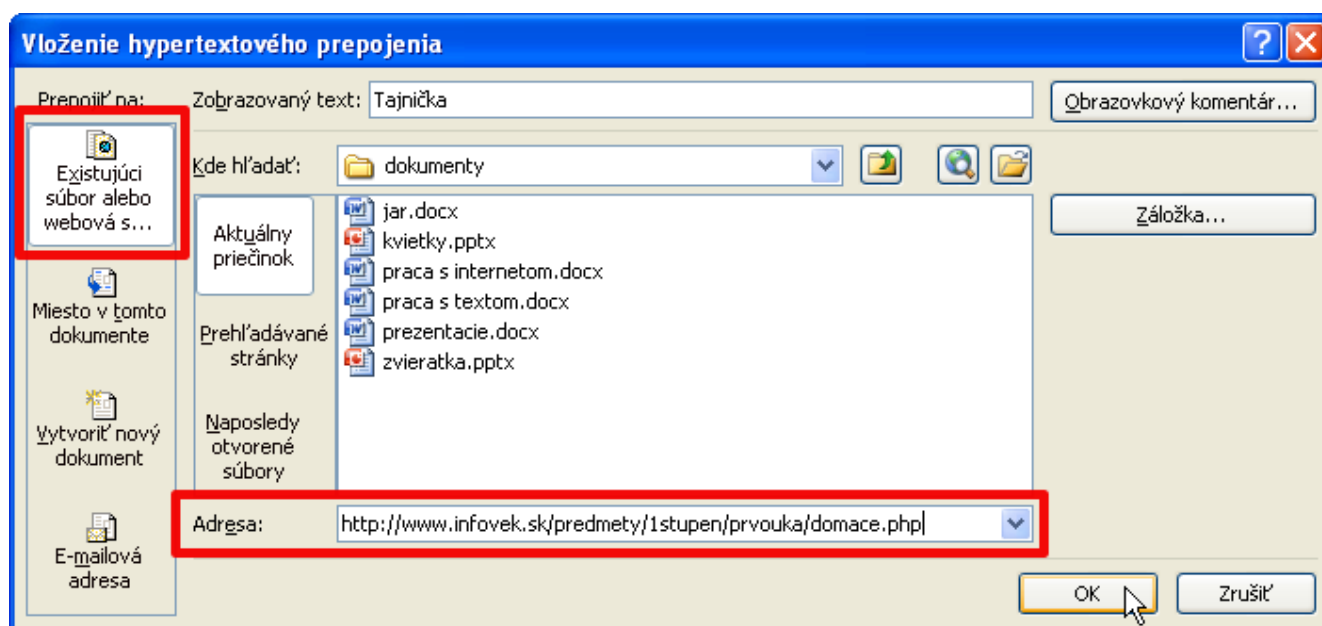 Vloženie hypertextového prepojenia
Prepojiť na:
Zobrazovaný text: Tajnička
Obrazovkový komentár...
Existujúci
súbor alebo
webová s...
Kde hľadať:
dokumenty
Záložka...
Aktuálny
priečinok
jar.docx
kvietky.pptx
praca s internetom.docx
praca s textom.docx
prezentacie.docx
zvieratka.pptx
Miesto v tomto
dokumente
Prehľadávané
stránky
Vytvoriť nový
dokument
Naposledy
otvorené
súbory
Adresa: http://www.infovek.sk/predmety/1stupen/prvouka/domace.php
E-mailová
adresa
OK
Zrušiť